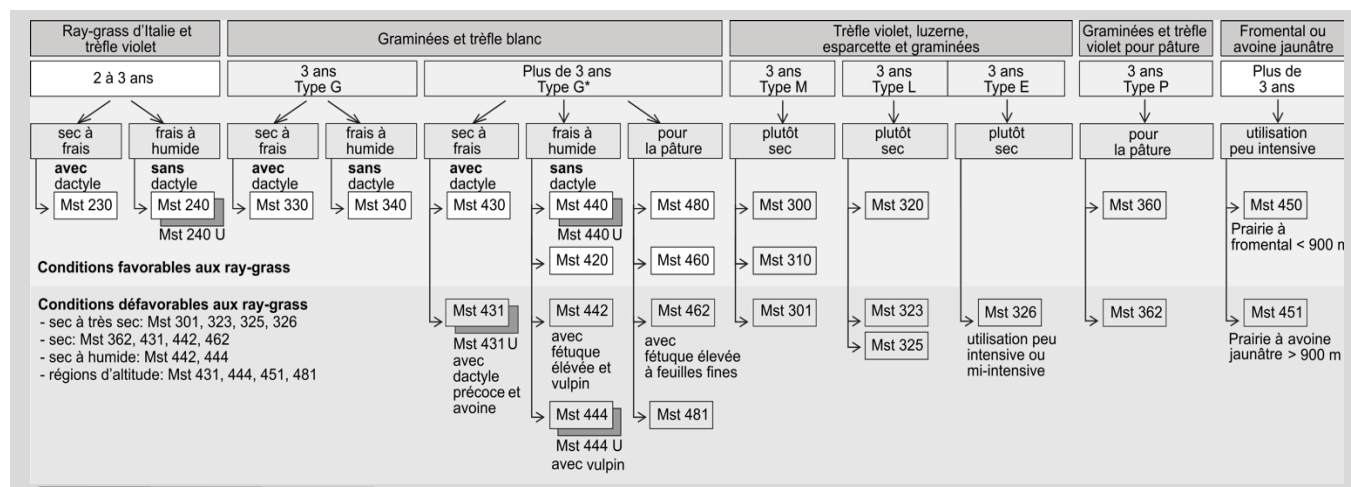 Ray-grass d'Italie et
trèfle violet
Graminées et trèfle blanc
Trèfle violet, luzerne,
esparcette et graminées
Graminées et trèfle
violet pour pâture
Fromental ou
avoine jaunâtre
2 à 3 ans
3 ans
Type G
Plus de 3 ans
Type G*
3 ans
Type M
3 ans
Type L
3 ans
Type E
3 ans
Type P
Plus de
3 ans
sec à
frais
frais à
humide
sec à
frais
frais à
humide
sec à
frais
frais à
humide
pour
la pâture
plutôt
sec
plutôt
sec
plutôt
sec
pour
la pâture
utilisation
peu intensive
avec
dactyle
sans
dactyle
avec
dactyle
sans
dactyle
avec
dactyle
sans
dactyle
Mst 230
Mst 240
Mst 330
Mst 340
Mst 430
Mst 440
Mst 480
Mst 300
Mst 320
Mst 360
Mst 450
Mst 240 U
Mst 440 U
Prairie à
fromental < 900 m
Mst 420
Mst 460
Mst 310
Conditions favorables aux ray-grass
Conditions défavorables aux ray-grass
- sec à très sec: Mst 301, 323, 325, 326
- sec: Mst 362, 431, 442, 462
- sec à humide: Mst 442, 444
- régions d'altitude: Mst 431, 444, 451, 481
Mst 431
Mst 442
Mst 462
Mst 301
Mst 323
Mst 326
Mst 362
Mst 451
Mst 431 U
avec
dactyle
précoce et
avoine
avec
fétuque
élévée et
vulpin
avec
fétuque élevée
à feuilles fines
Mst 325
utilisation peu
intensive ou
mi-intensive
Prairie à avoine
jaunâtre > 900 m
Mst 444
Mst 481
Mst 444 U
avec vulpin